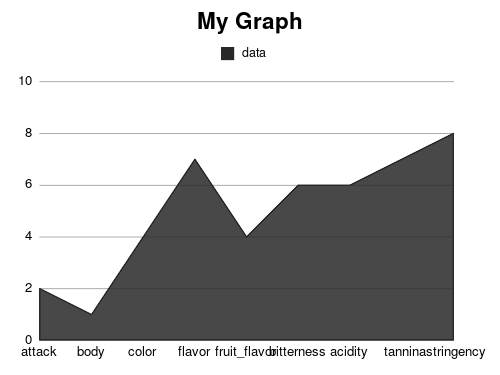 My Graph
data
10
8
6
4
2
0
attack body color flavor fruit_flavor bitterness acidity tannin astringency